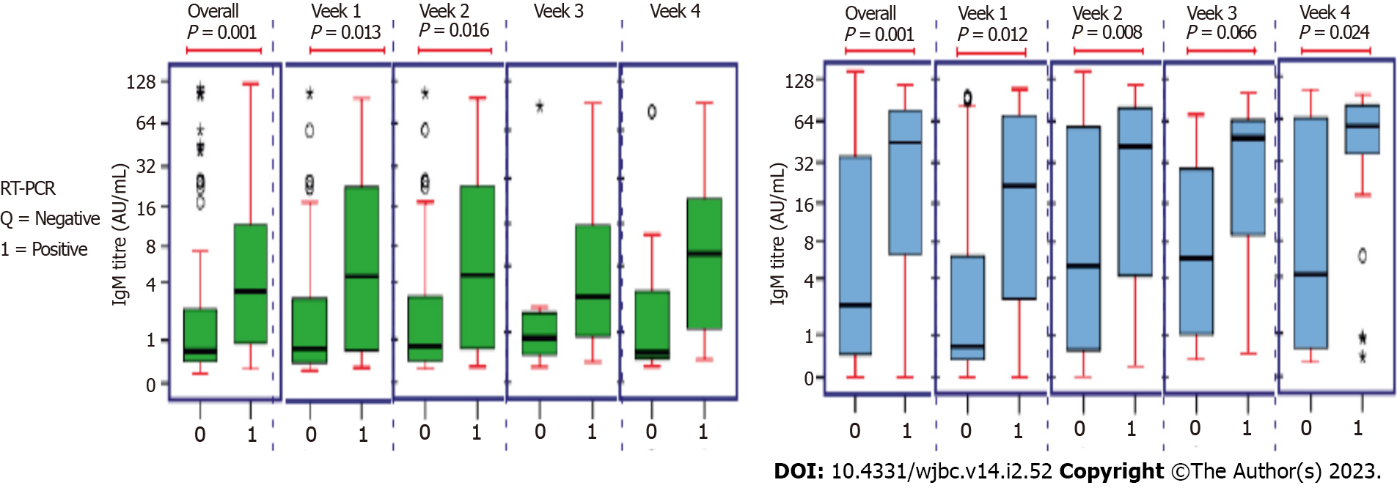 Overall
P = 0.001
Veek 1
P = 0.013
Veek 2
P = 0.016
Veek 3
Veek 4
128
64
32
16
8
4
1
0
IgM titre (AU/mL)
RT-PCR
Q = Negative
1 = Positive
0 1 0 1 0 1 0 1 0 1
Overall
P = 0.001
Veek 1
P = 0.012
Veek 2
P = 0.008
Veek 3
P = 0.066
Veek 4
P = 0.024
128
64
32
16
8
4
1
0
IgM titre (AU/mL)
0 1 0 1 0 1 0 1 0 1
DOI: 10.4331/wjbc.v14.i2.52 Copyright ©The Author(s) 2023.